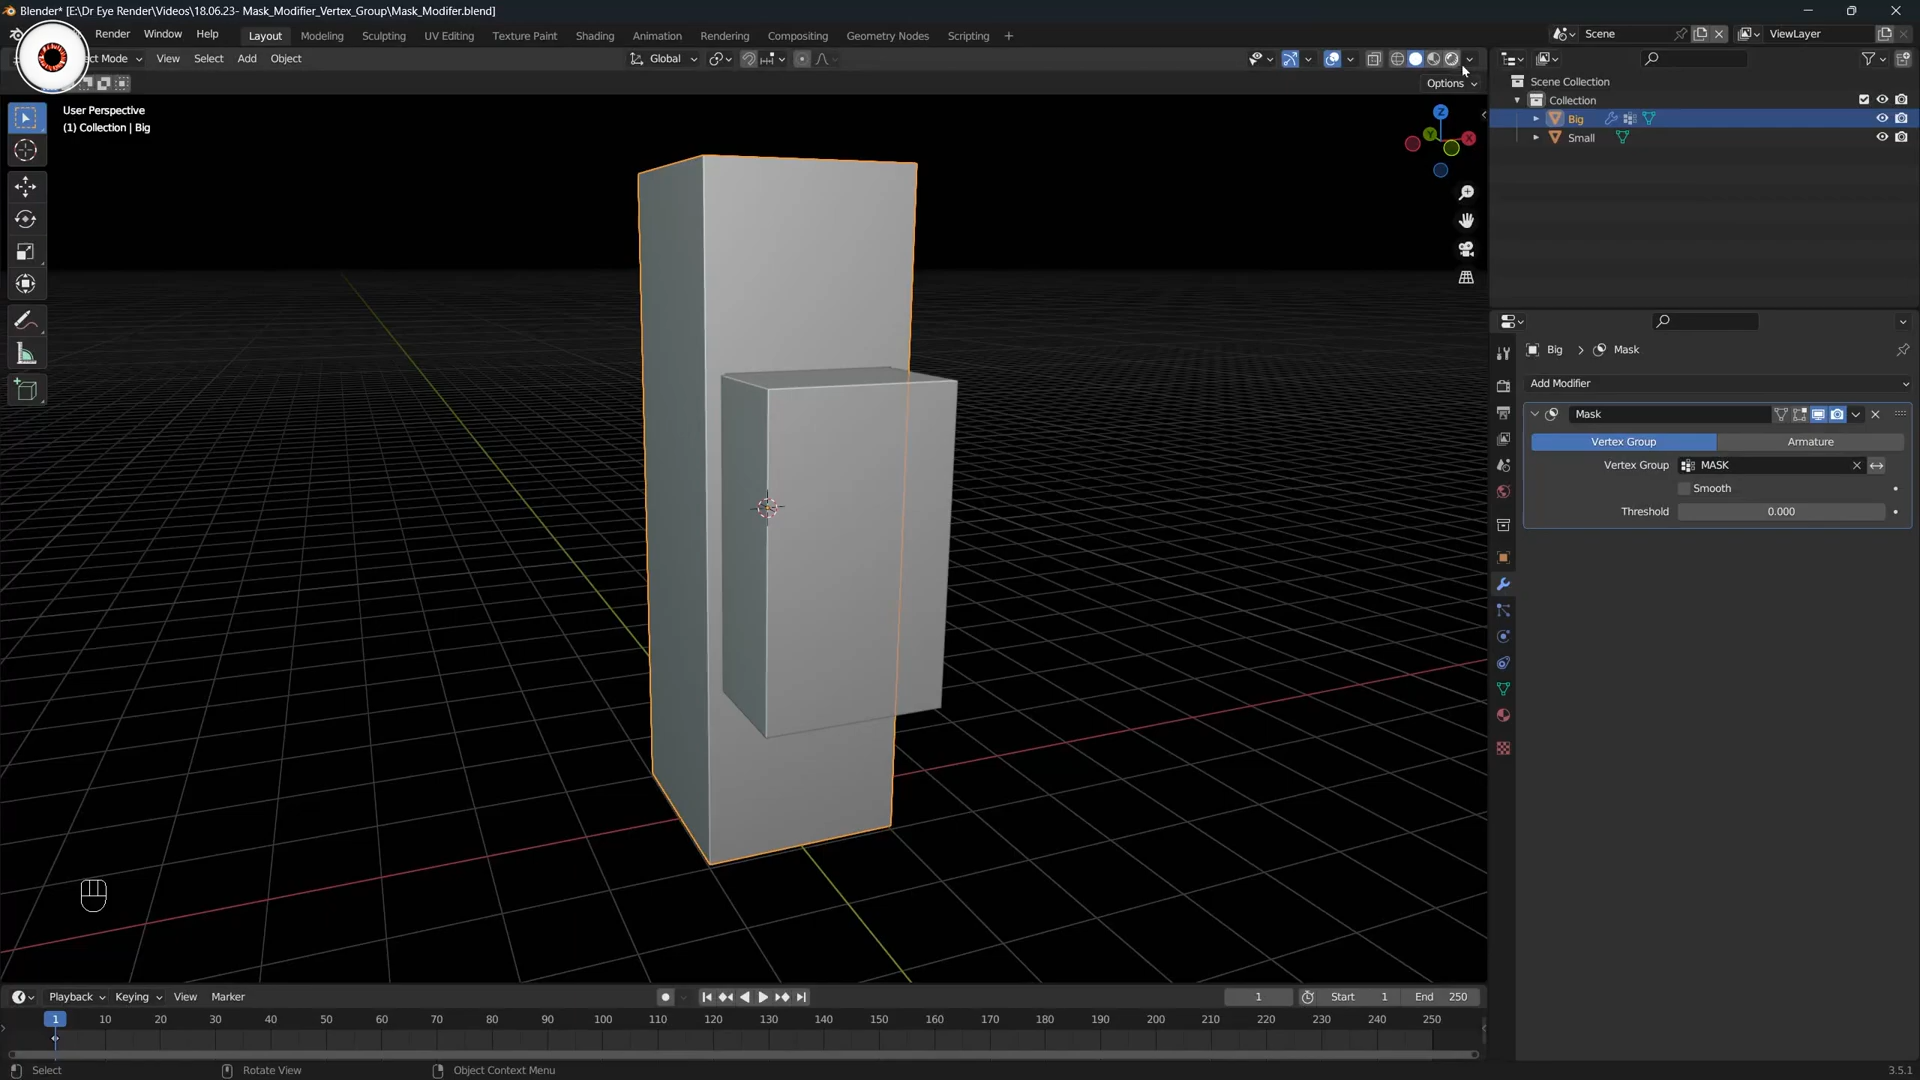 Blender* [E:\Dr Eye Render\Videos\18.06.23- Mask_Modifier_Vertex_Group\Mask_Modifer.blend]
Render Window Help Layout Modeling Sculpting UV Editing Texture Paint Shading Animation Rendering Compositing Geometry Nodes Scripting + Scene ViewLayer
ct Mode View Select Add Object Global
Options
Scene Collection
Collection
Big
Small
User Perspective
(1) Collection | Big
Z
X
Y
Big > Mask
Add Modifier
Mask
Vertex Group Armature
Vertex Group MASK
Smooth
Threshold 0.000
Playback Keying View Marker 1 Start 1 End 250
1 10 20 30 40 50 60 70 80 90 100 110 120 130 140 150 160 170 180 190 200 210 220 230 240 250
Select Rotate View Object Context Menu 3.5.1